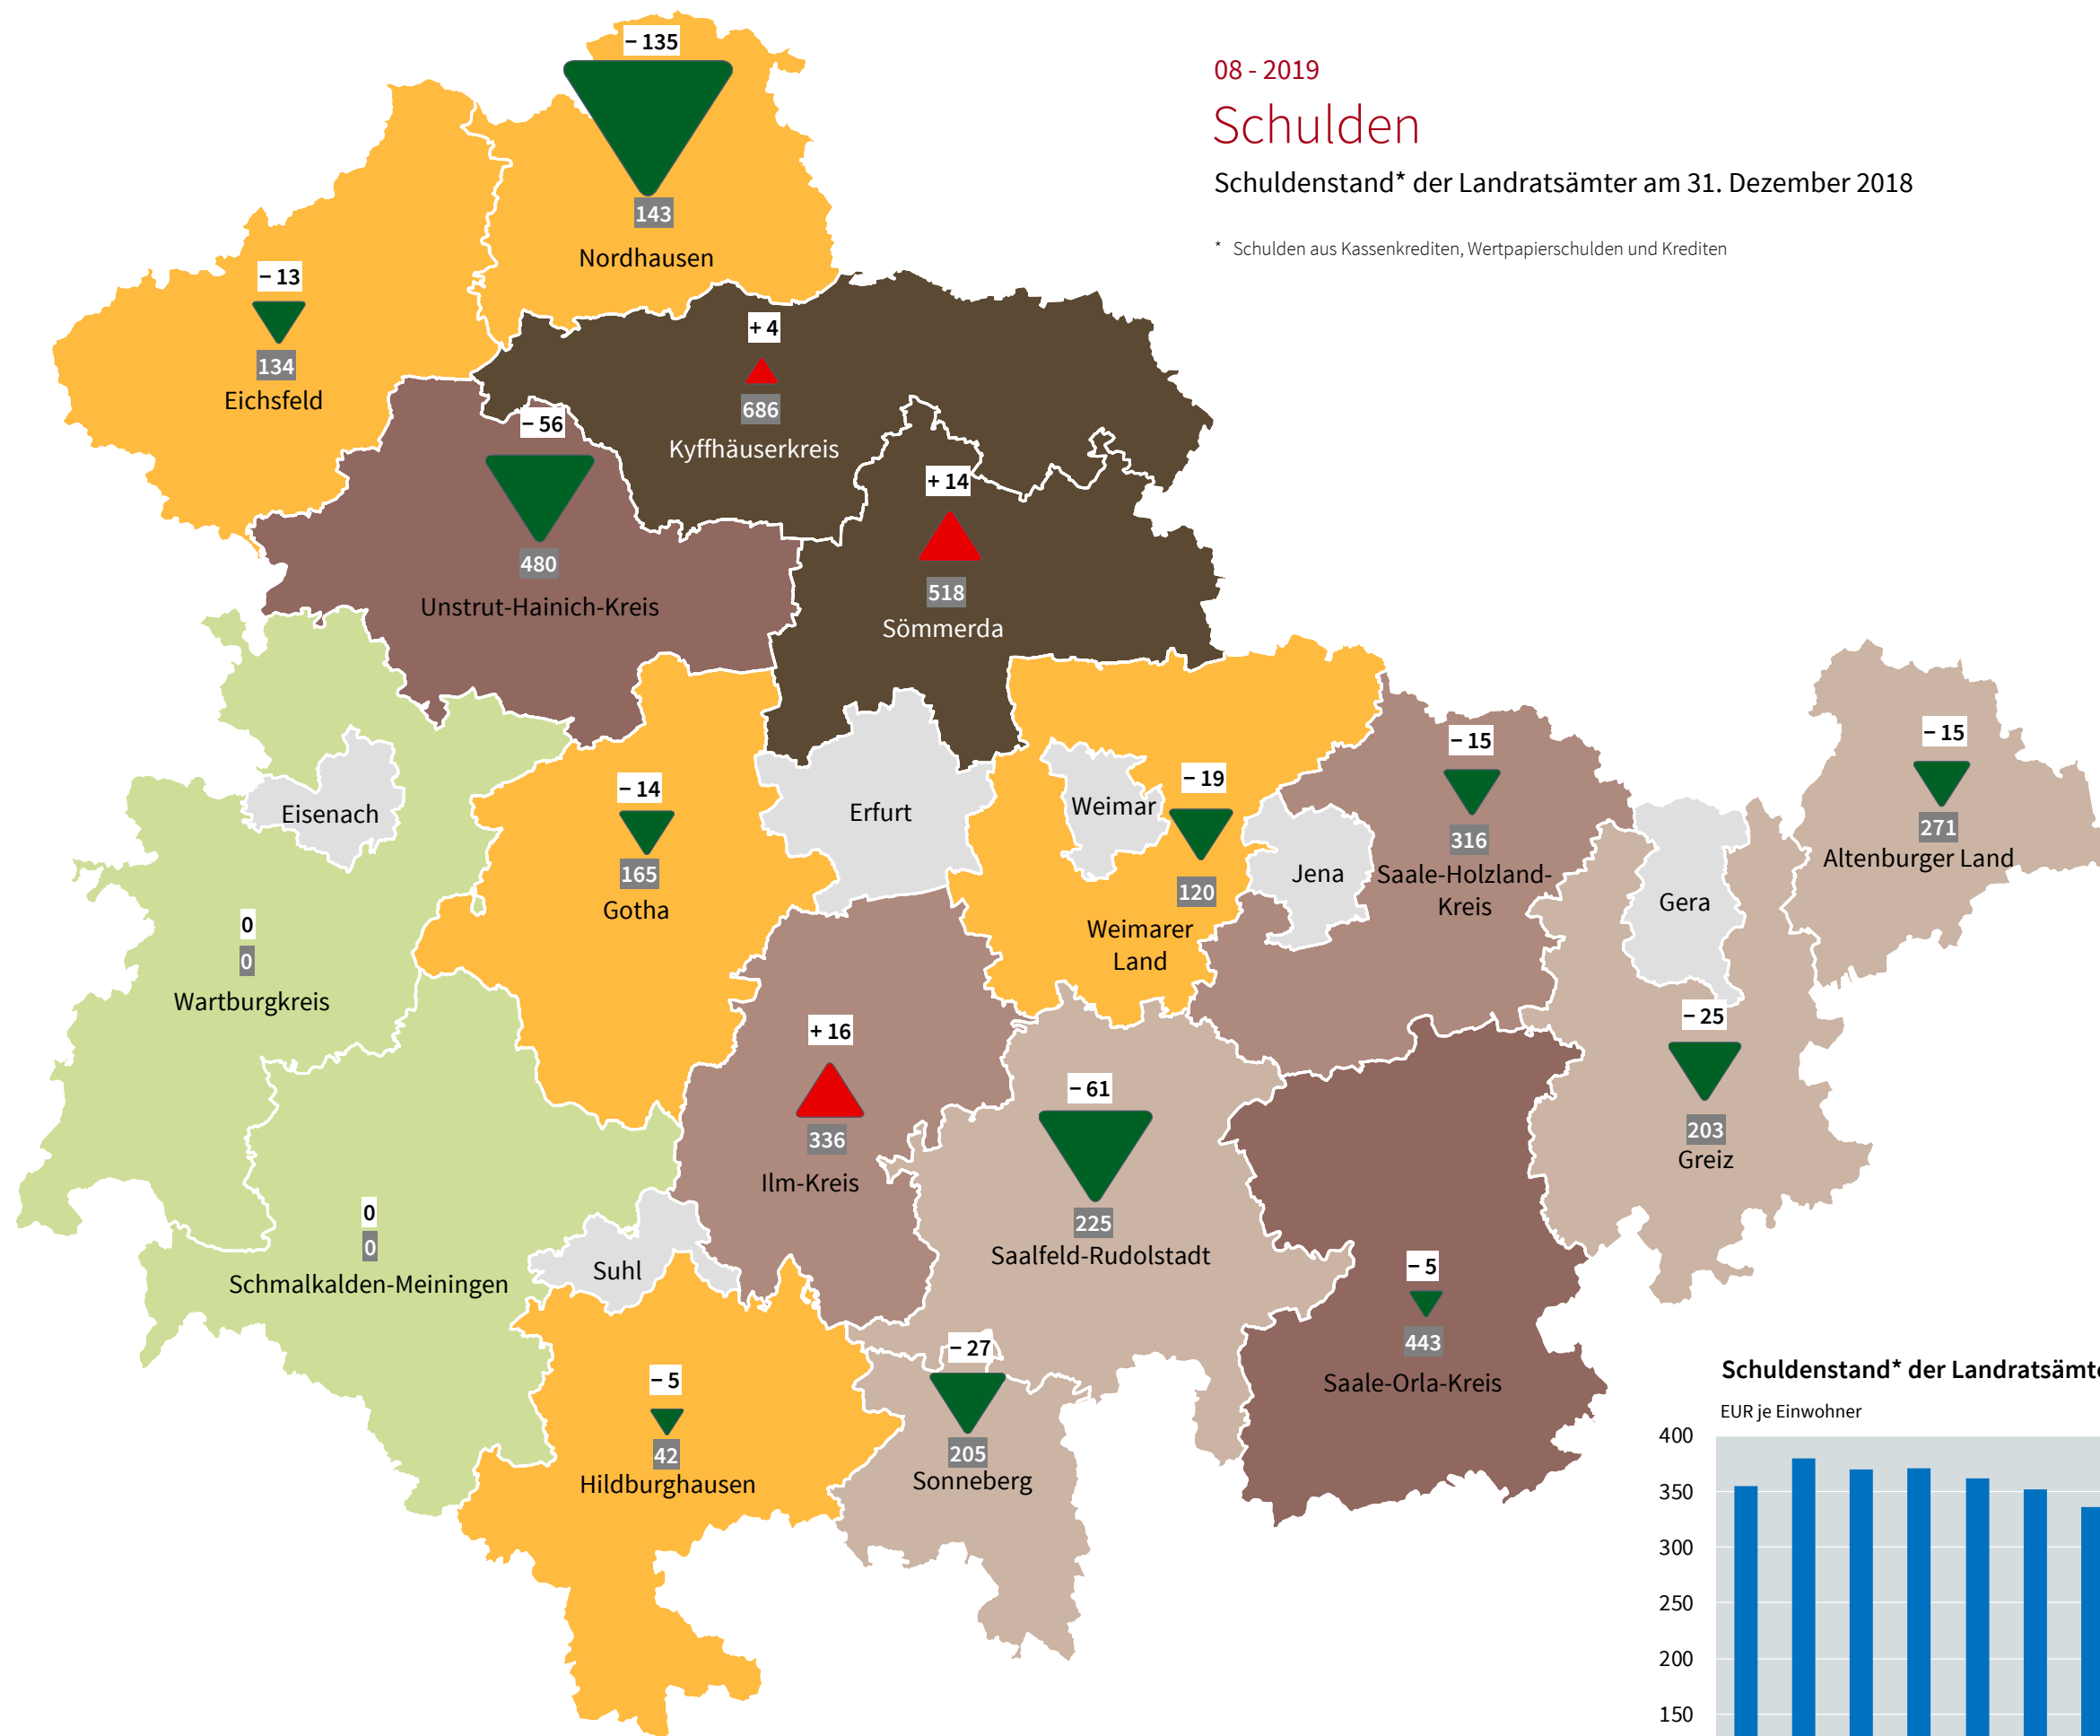 08 - 2019
Schulden
Schuldenstand* der Landratsämter am 31. Dezember 2018
* Schulden aus Kassenkrediten, Wertpapierschulden und Krediten
− 135
143
Nordhausen
− 13
134
Eichsfeld
+ 4
686
Kyffhäuserkreis
− 56
480
Unstrut-Hainich-Kreis
+ 14
518
Sömmerda
Eisenach
− 14
165
Gotha
Erfurt
Weimar
− 19
120
Weimarer
Land
Jena
− 15
316
Saale-Holzland-
Kreis
Gera
− 15
271
Altenburger Land
0
0
Wartburgkreis
+ 16
336
Ilm-Kreis
− 61
225
Saalfeld-Rudolstadt
− 25
203
Greiz
0
0
Schmalkalden-Meiningen
Suhl
− 5
443
Saale-Orla-Kreis
− 5
42
Hildburghausen
− 27
205
Sonneberg
Schuldenstand* der Landratsämt
EUR je Einwohner
400
350
300
250
200
150